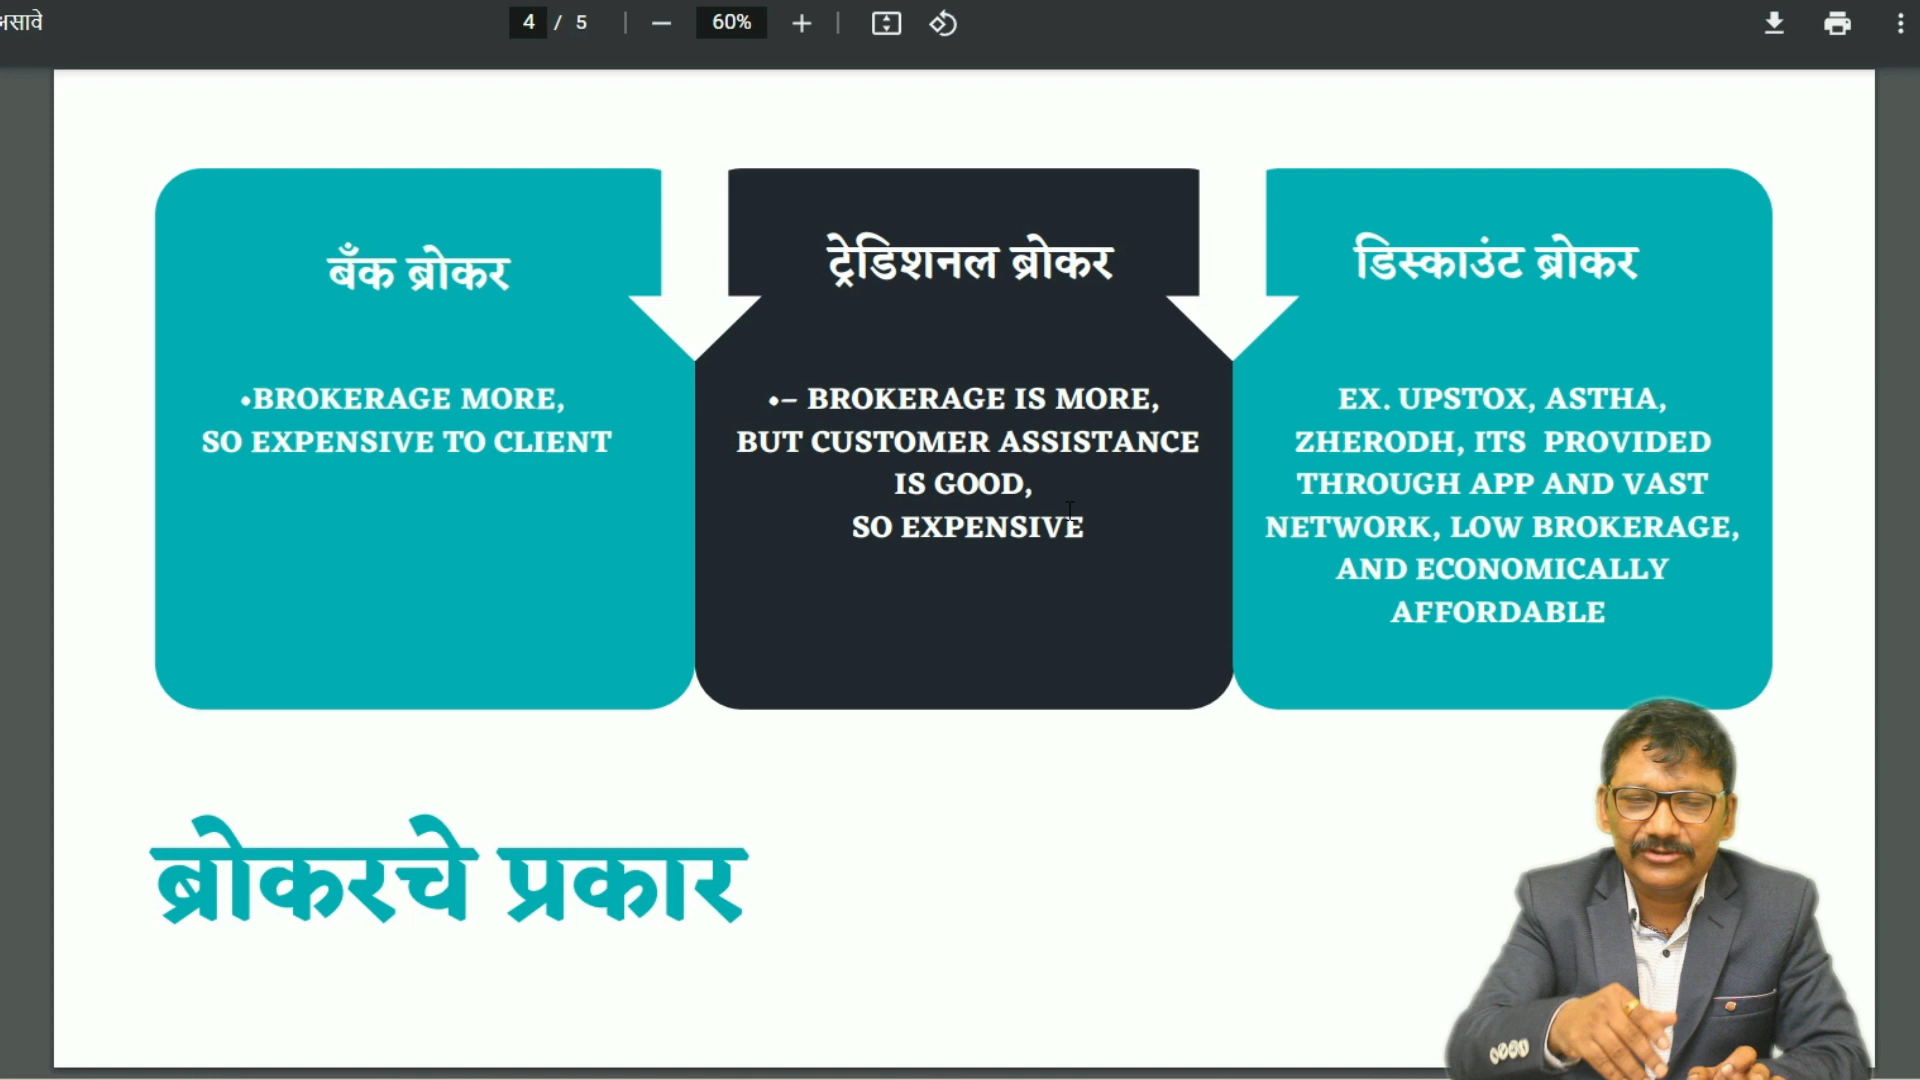 असावे
4 / 5
60%
बँक ब्रोकर
•BROKERAGE MORE,
SO EXPENSIVE TO CLIENT
ट्रेडिशनल ब्रोकर
•– BROKERAGE IS MORE,
BUT CUSTOMER ASSISTANCE
IS GOOD,
SO EXPENSIVE
डिस्काउंट ब्रोकर
EX. UPSTOX, ASTHA,
ZHERODH, ITS PROVIDED
THROUGH APP AND VAST
NETWORK, LOW BROKERAGE,
AND ECONOMICALLY
AFFORDABLE
ब्रोकरचे प्रकार